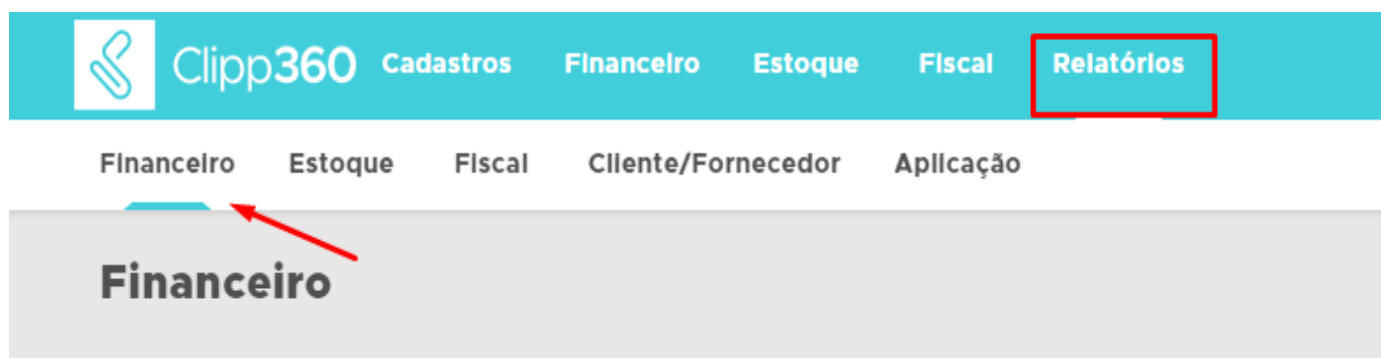 Clipp360 Cadastros Financeiro Estoque Fiscal Relatórios
Financeiro Estoque Fiscal Cliente/Fornecedor Aplicação
Financeiro